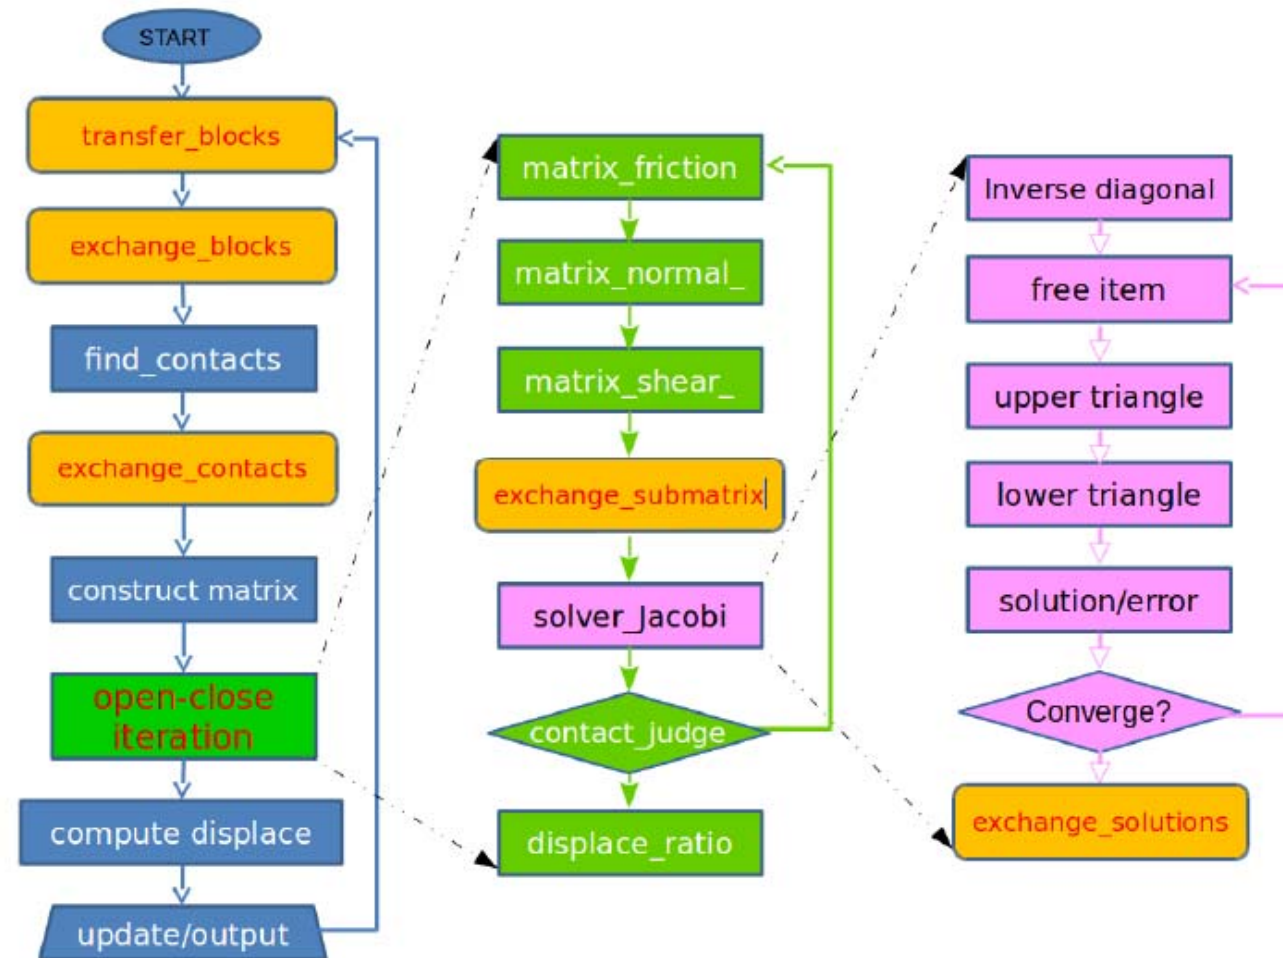 START
transfer_blocks
exchange_blocks
find_contacts
exchange_contacts
construct matrix
open-close
iteration
compute displace
update/output
matrix_friction
matrix_normal_
matrix_shear_
exchange_submatrix
solver_Jacobi
contact_judge
displace_ratio
Inverse diagonal
free item
upper triangle
lower triangle
solution/error
Converge?
exchange_solutions